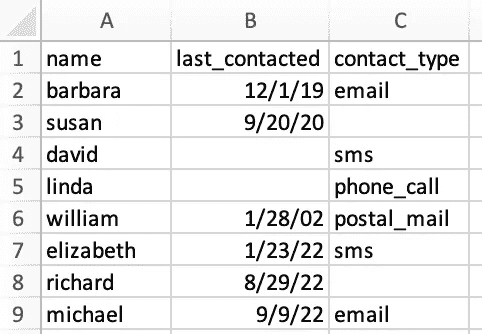 A B C
1 name last_contacted contact_type
2 barbara 12/1/19 email
3 susan 9/20/20
4 david sms
5 linda phone_call
6 william 1/28/02 postal_mail
7 elizabeth 1/23/22 sms
8 richard 8/29/22
9 michael 9/9/22 email